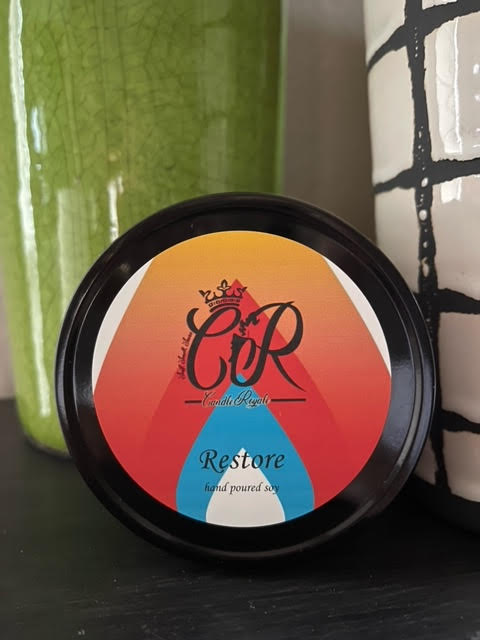 CR
Candle Royale
Restore
hand poured soy